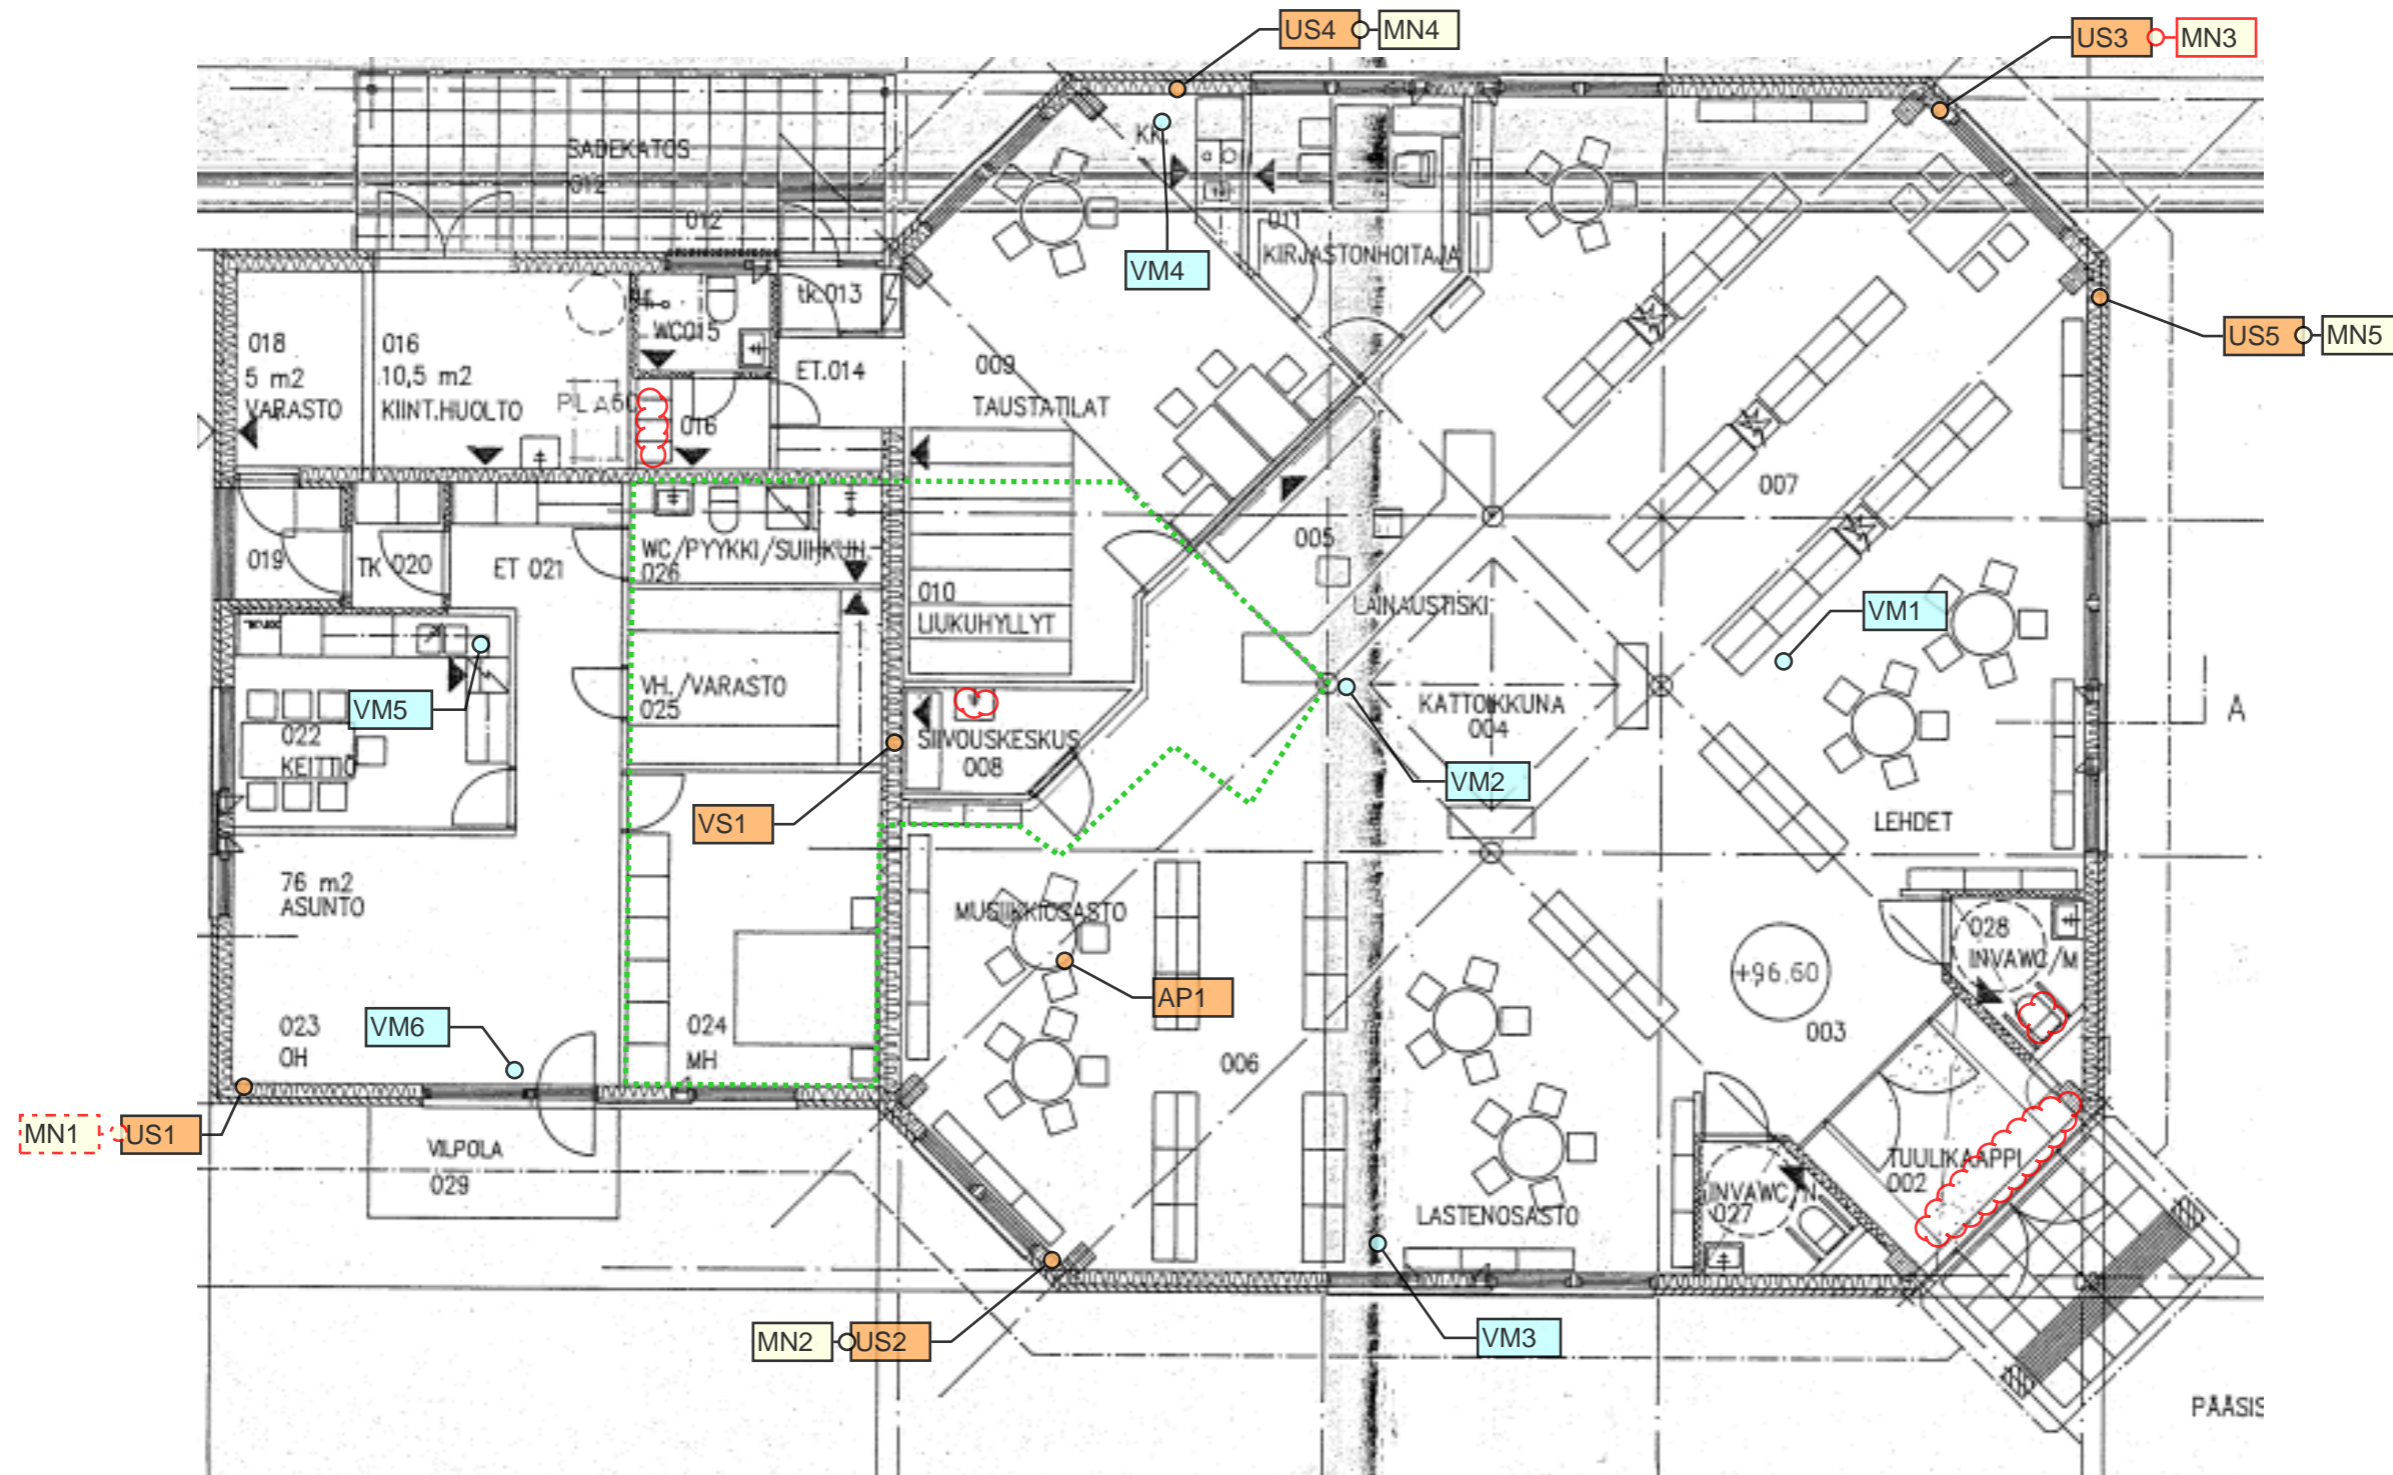 US4 MN4
US3 MN3
SADEKATOS
012
012
KK.
VM4
011
KIRJASTONHOITAJA
tk.013
WC015
US5 MN5
018
5 m2
VARASTO
016
10,5 m2
KIINT.HUOLTO
ET.014
009
TAUSTATILAT
016
007
019
TK 020
ET 021
WC/PYYKKI/SUIHKUH.
026
005
010
LIUKUHYLLYT
LAINAUSTISKI
VM1
VM5
VH./VARASTO
025
KATTOIKKUNA
004
A
022
KEITTIÖ
SIIVOUSKESKUS
008
VM2
VS1
LEHDET
76 m2
ASUNTO
MUSIIKKIOSASTO
028
INVAWC/M
+96.60
AP1
023
OH
VM6
024
MH
006
003
MN1 US1
VILPOLA
029
TUULIKAAPPI
002
INVAWC/N
027
LASTENOSASTO
MN2 US2
VM3
PÄÄSIS